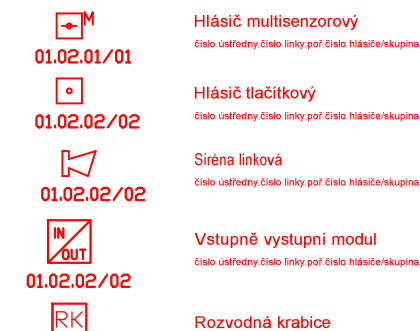 M
Hlásič multisenzorový
číslo ústředny.číslo linky.poř.číslo hlásiče/skupina
01.02.01/01
Hlásič tlačítkový
číslo ústředny.číslo linky.poř.číslo hlásiče/skupina
01.02.02/02
Siréna linková
číslo ústředny.číslo linky.poř.číslo hlásiče/skupina
01.02.02/02
IN
OUT
Vstupně vystupní modul
číslo ústředny.číslo linky.poř.číslo hlásiče/skupina
01.02.02/02
RK
Rozvodná krabice